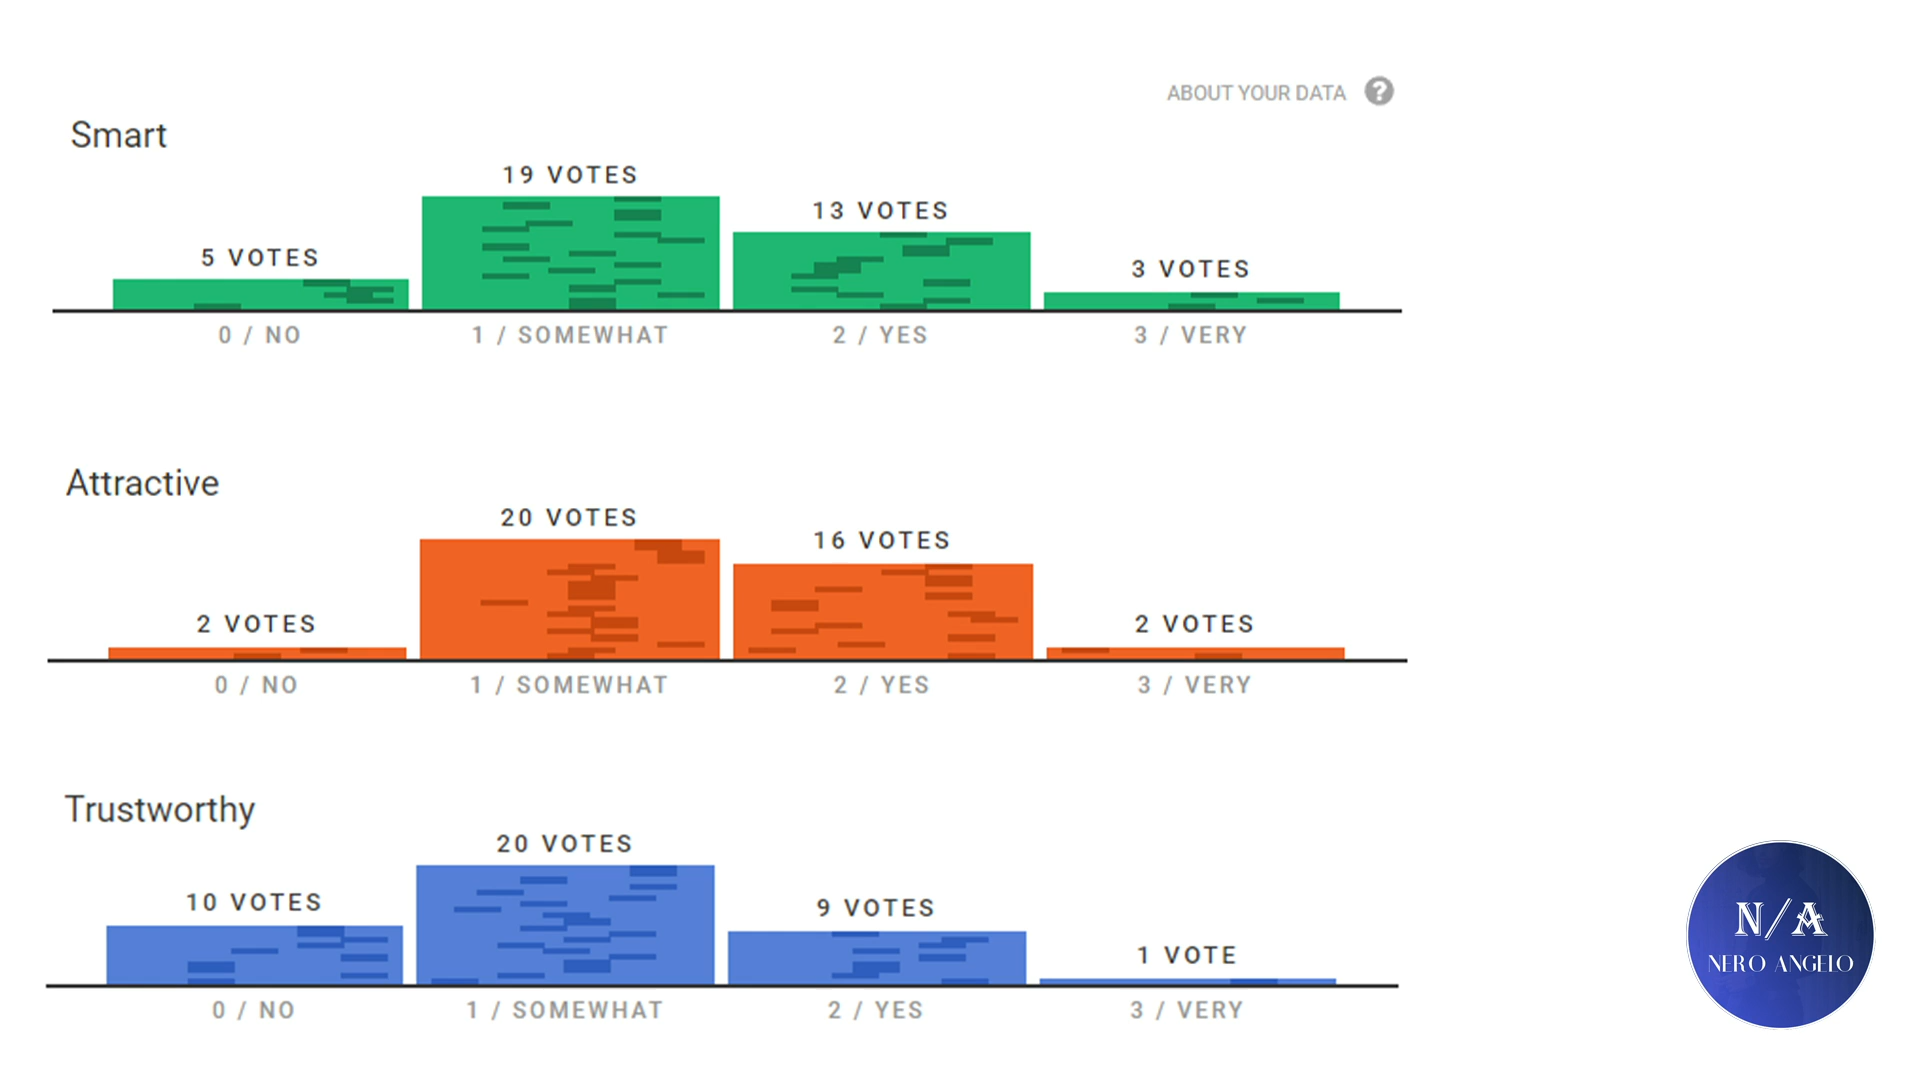 ABOUT YOUR DATA ?
Smart
5 VOTES
19 VOTES
13 VOTES
3 VOTES
0 / NO
1 / SOMEWHAT
2 / YES
3 / VERY
Attractive
2 VOTES
20 VOTES
16 VOTES
2 VOTES
0 / NO
1 / SOMEWHAT
2 / YES
3 / VERY
Trustworthy
10 VOTES
20 VOTES
9 VOTES
1 VOTE
0 / NO
1 / SOMEWHAT
2 / YES
3 / VERY
N/A
NERO ANGELO